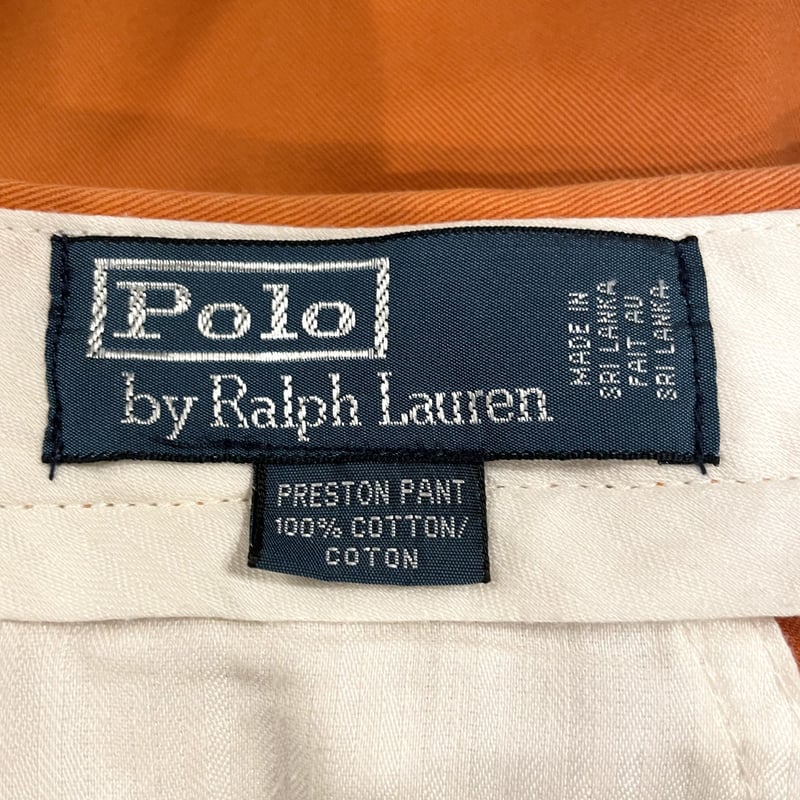 Polo
by Ralph Lauren
MADE IN
SRI LANKA
FAIT AU
SRI LANKA
PRESTON PANT
100% COTTON/
COTON